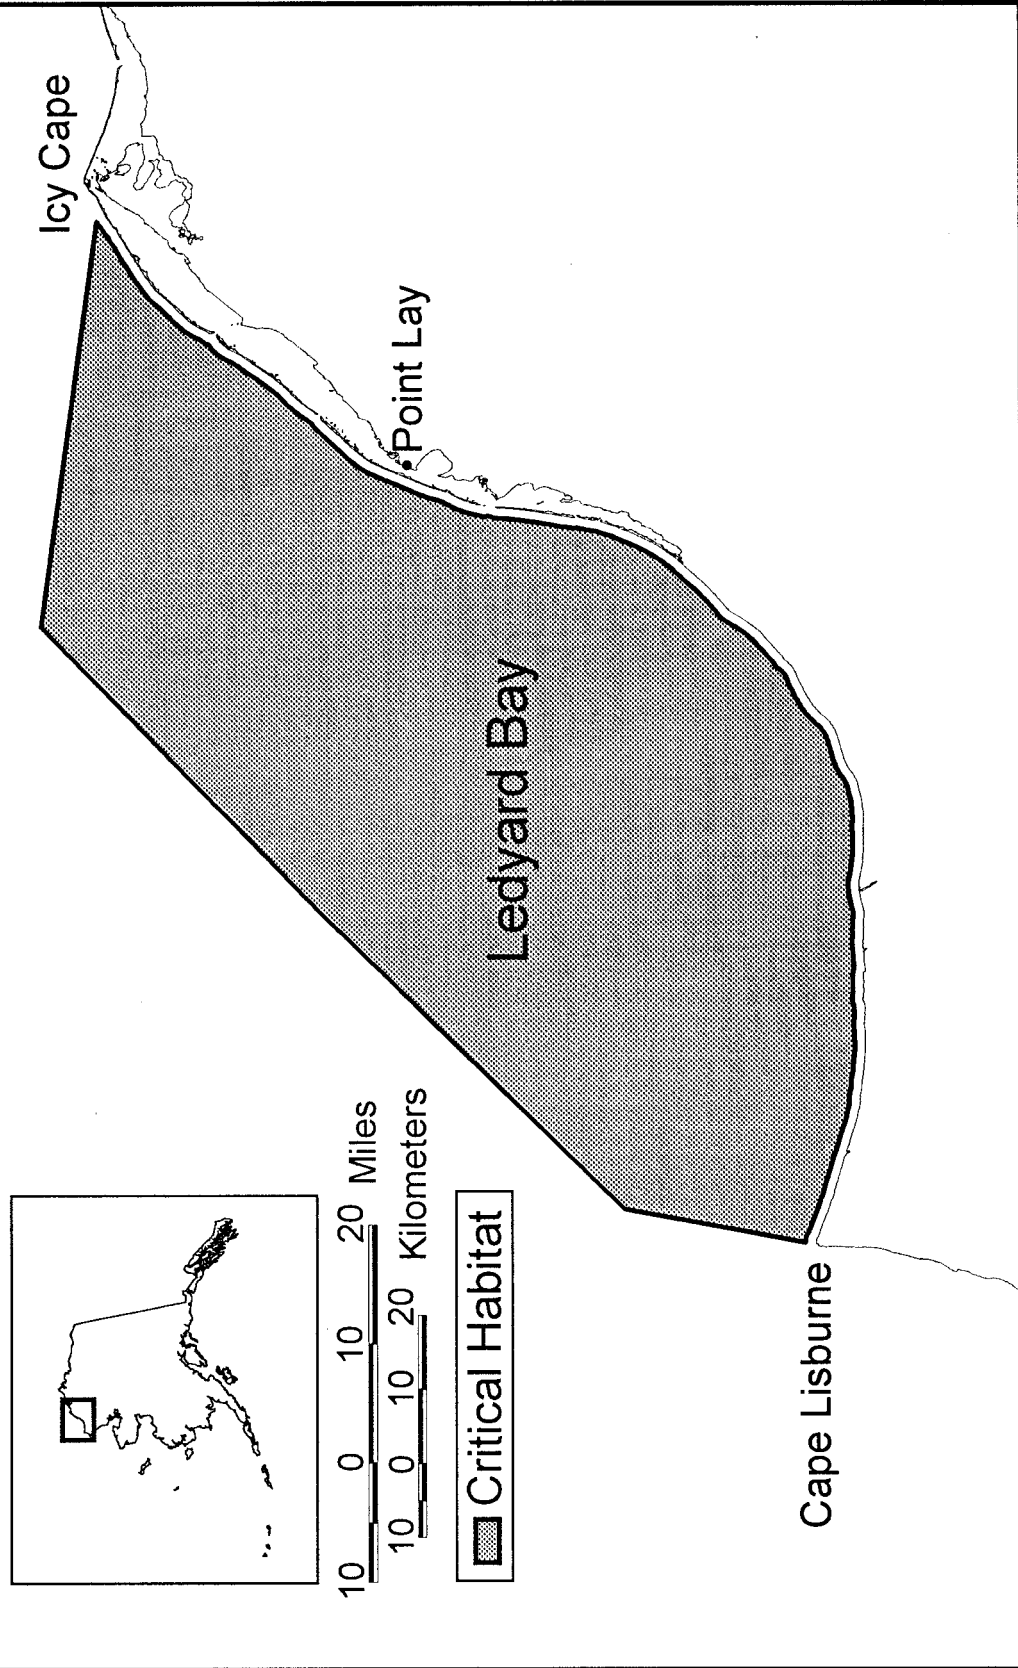 Icy Cape
Point Lay
Ledyard Bay
Cape Lisburne
10 0 10 20 Miles
10 0 10 20 Kilometers
Critical Habitat